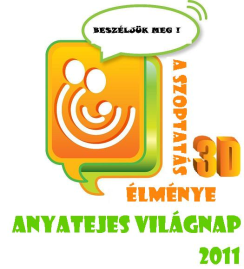 BESZÉLJÜK MEG !
A SZOPTATÁS
3D
ÉLMÉNYE
ANYATEJES VILÁGNAP
2011